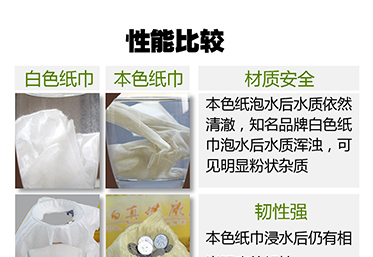 性能比较
白色纸巾 本色纸巾 材质安全
本色纸泡水后水质依然
清澈，知名品牌白色纸
巾泡水后水质浑浊，可
见明显粉状杂质
韧性强
本色纸巾浸水后仍有相